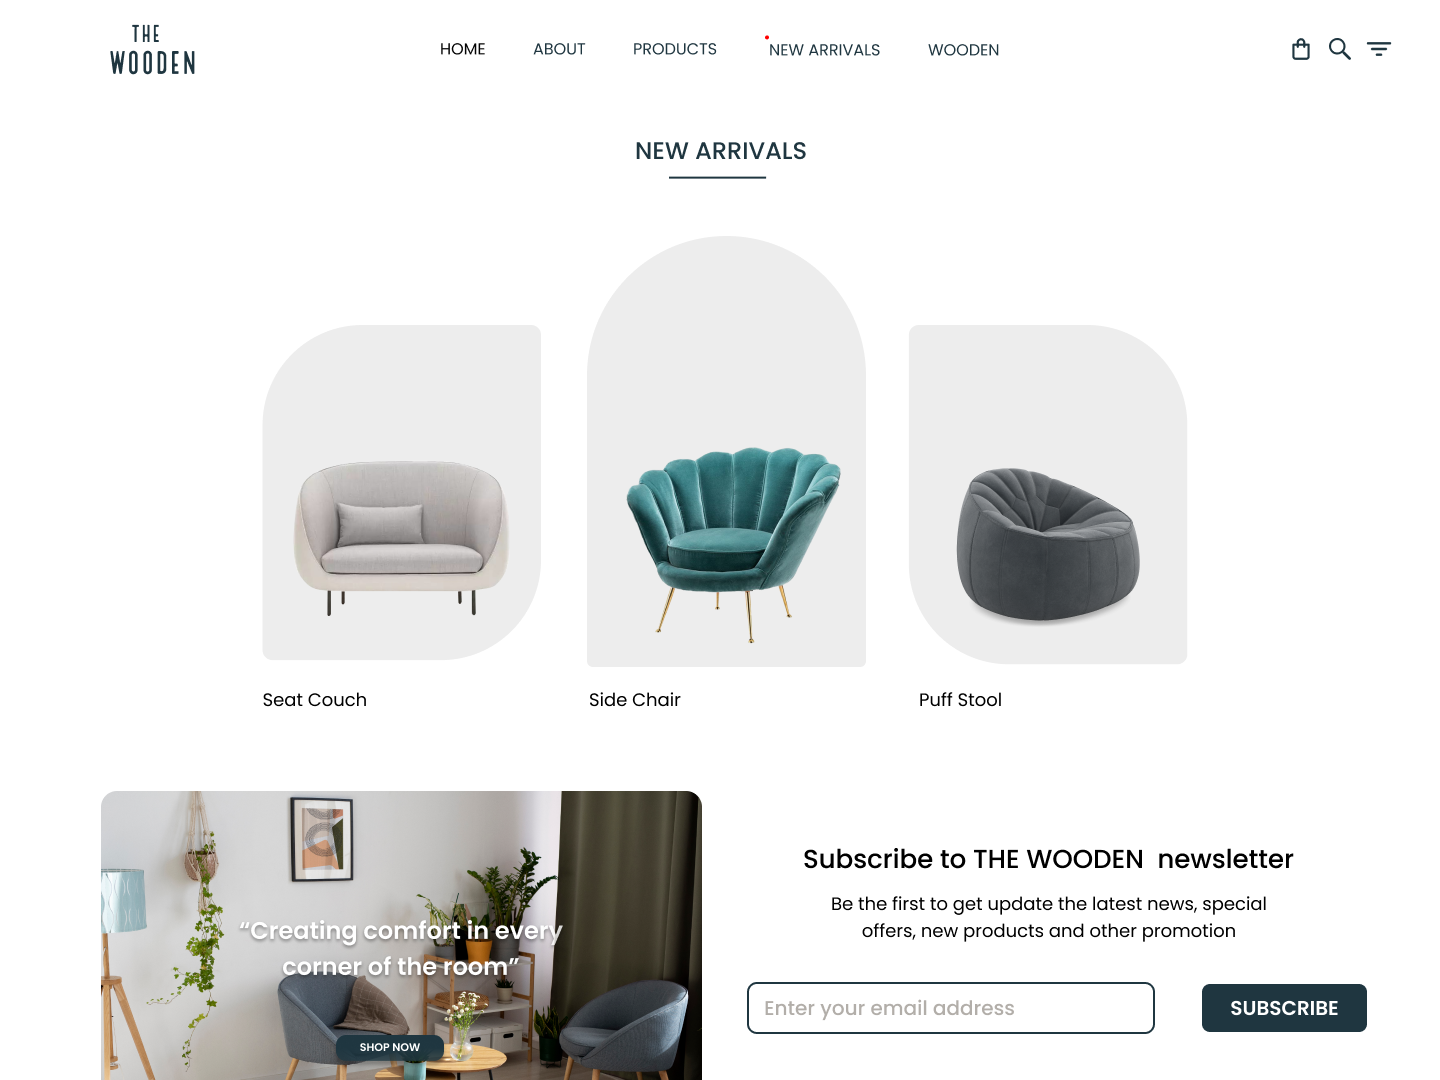 THE
WOODEN
HOME ABOUT PRODUCTS NEW ARRIVALS WOODEN
NEW ARRIVALS
Seat Couch Side Chair Puff Stool
“Creating comfort in every
corner of the room”
SHOP NOW
Subscribe to THE WOODEN newsletter
Be the first to get update the latest news, special
offers, new products and other promotion
Enter your email address SUBSCRIBE